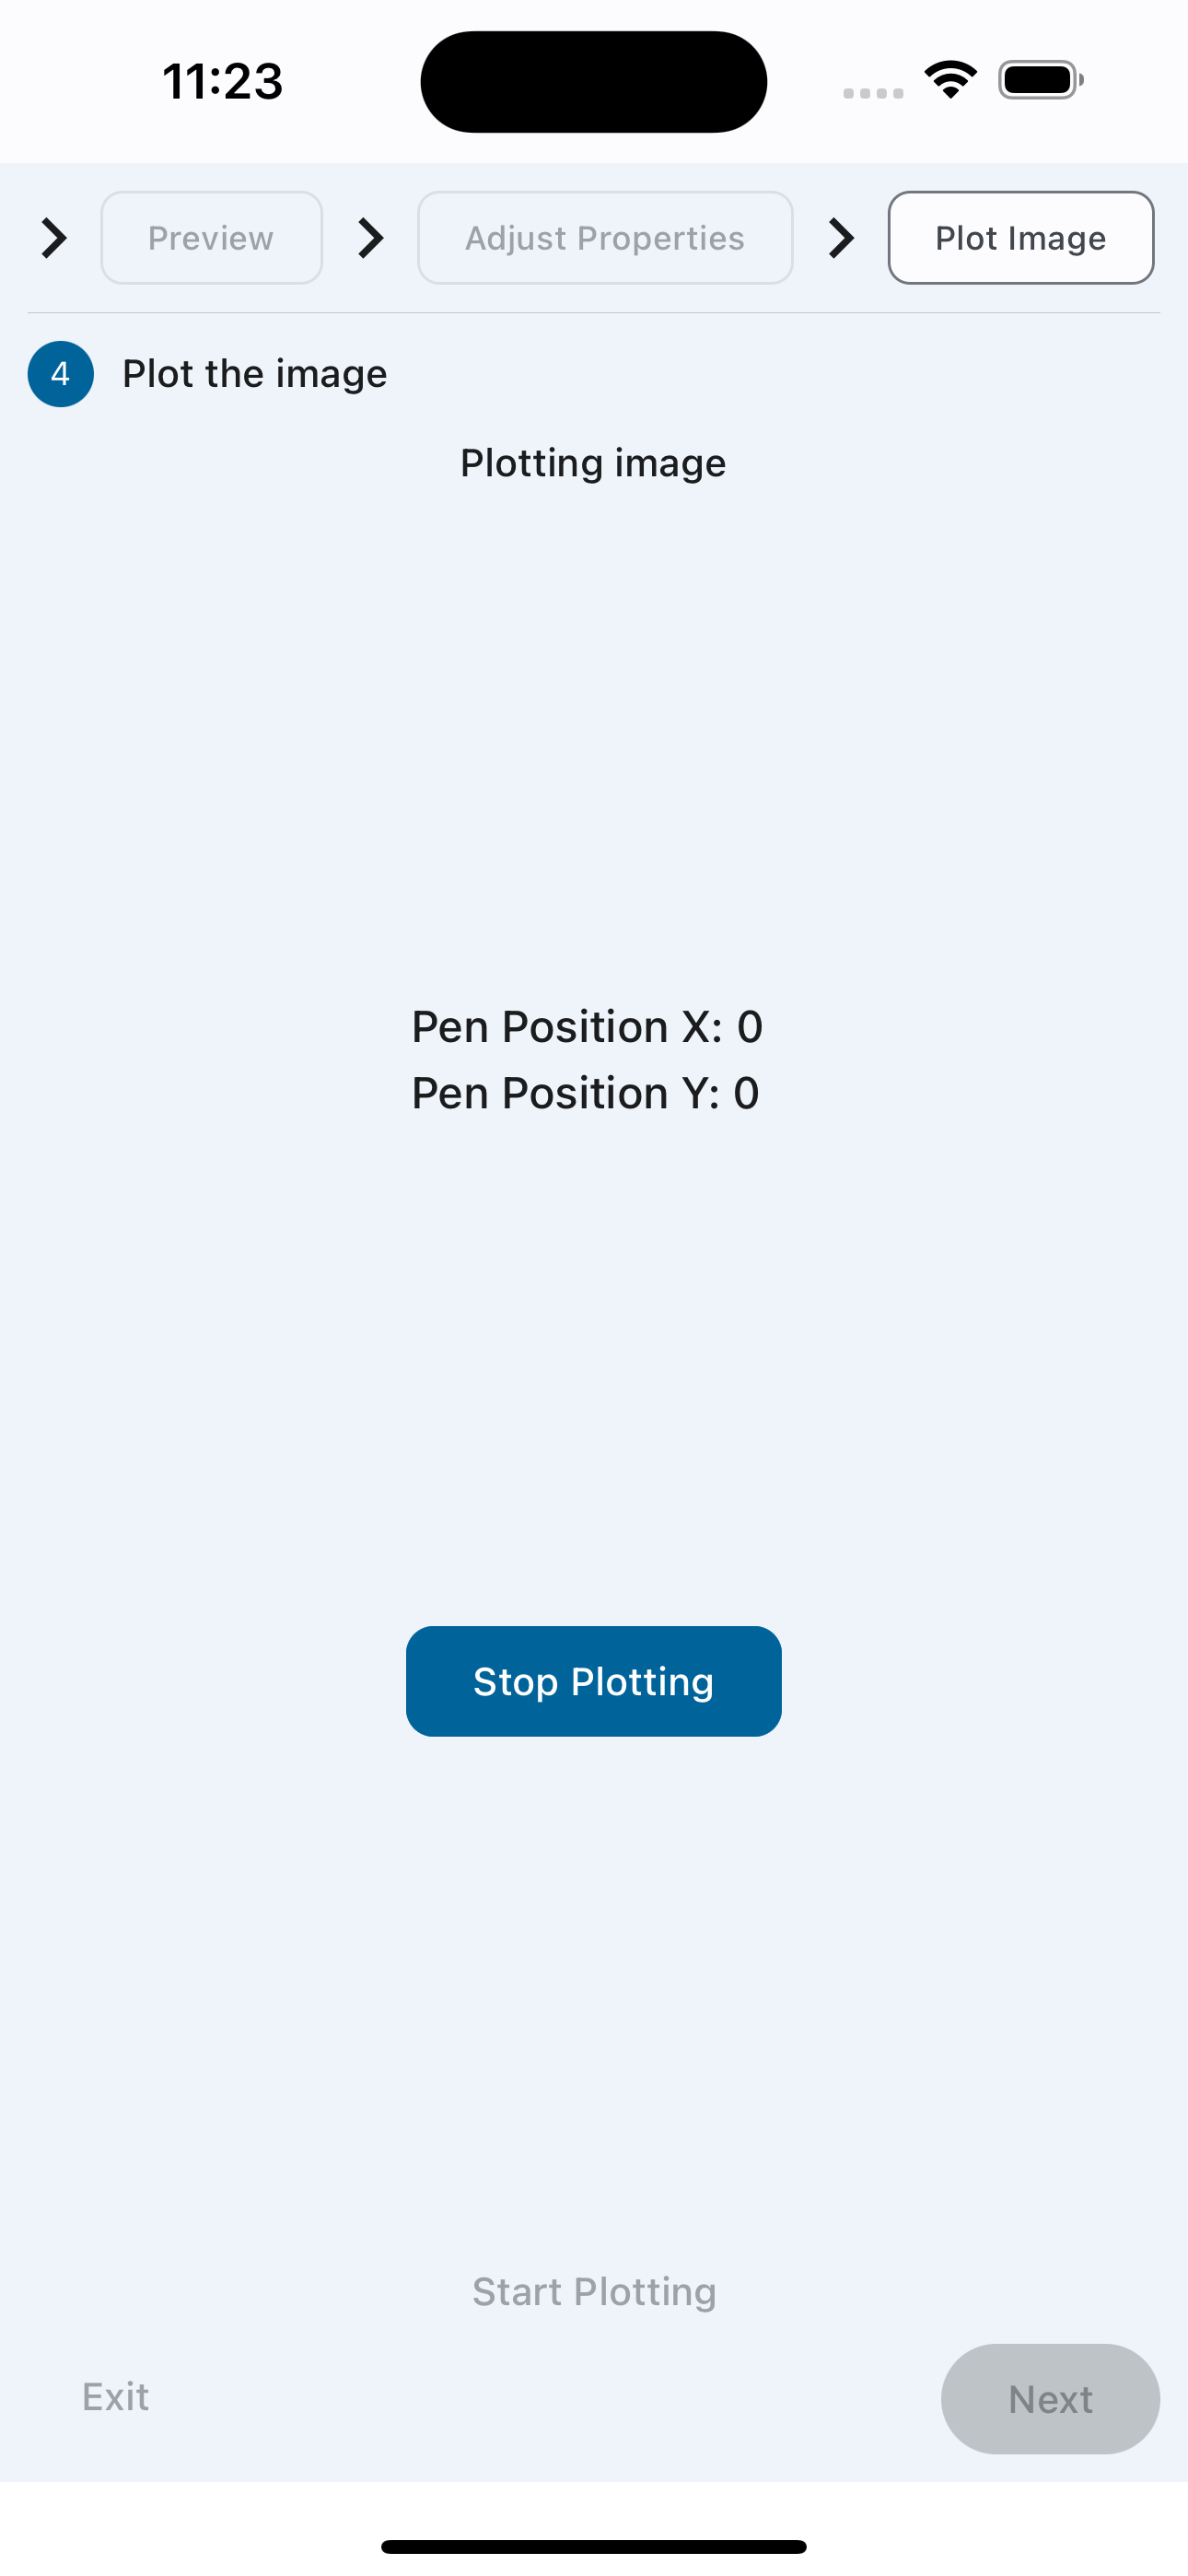 11:23
Preview
Adjust Properties
Plot Image
4 Plot the image
Plotting image
Pen Position X: 0
Pen Position Y: 0
Stop Plotting
Start Plotting
Exit
Next